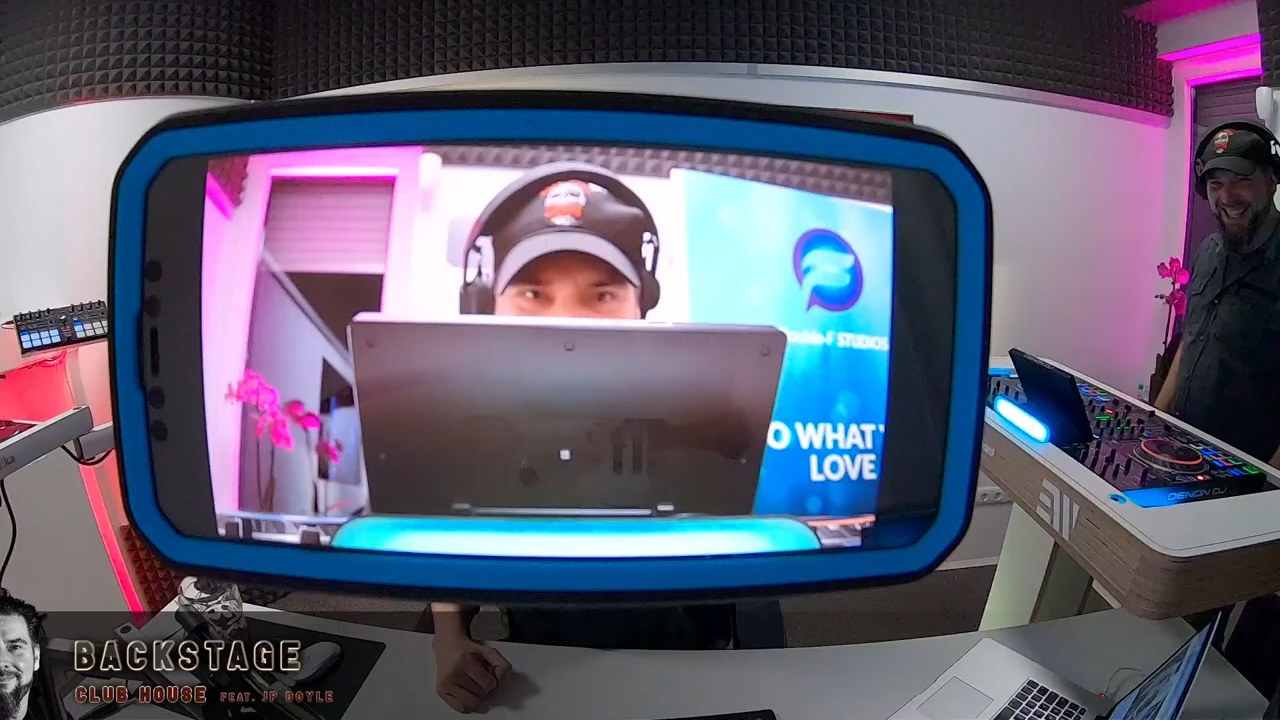 F STUDIOS
O WHAT
LOVE
DENON DJ
BACKSTAGE
CLUB HOUSE FEAT. JP DOYLE